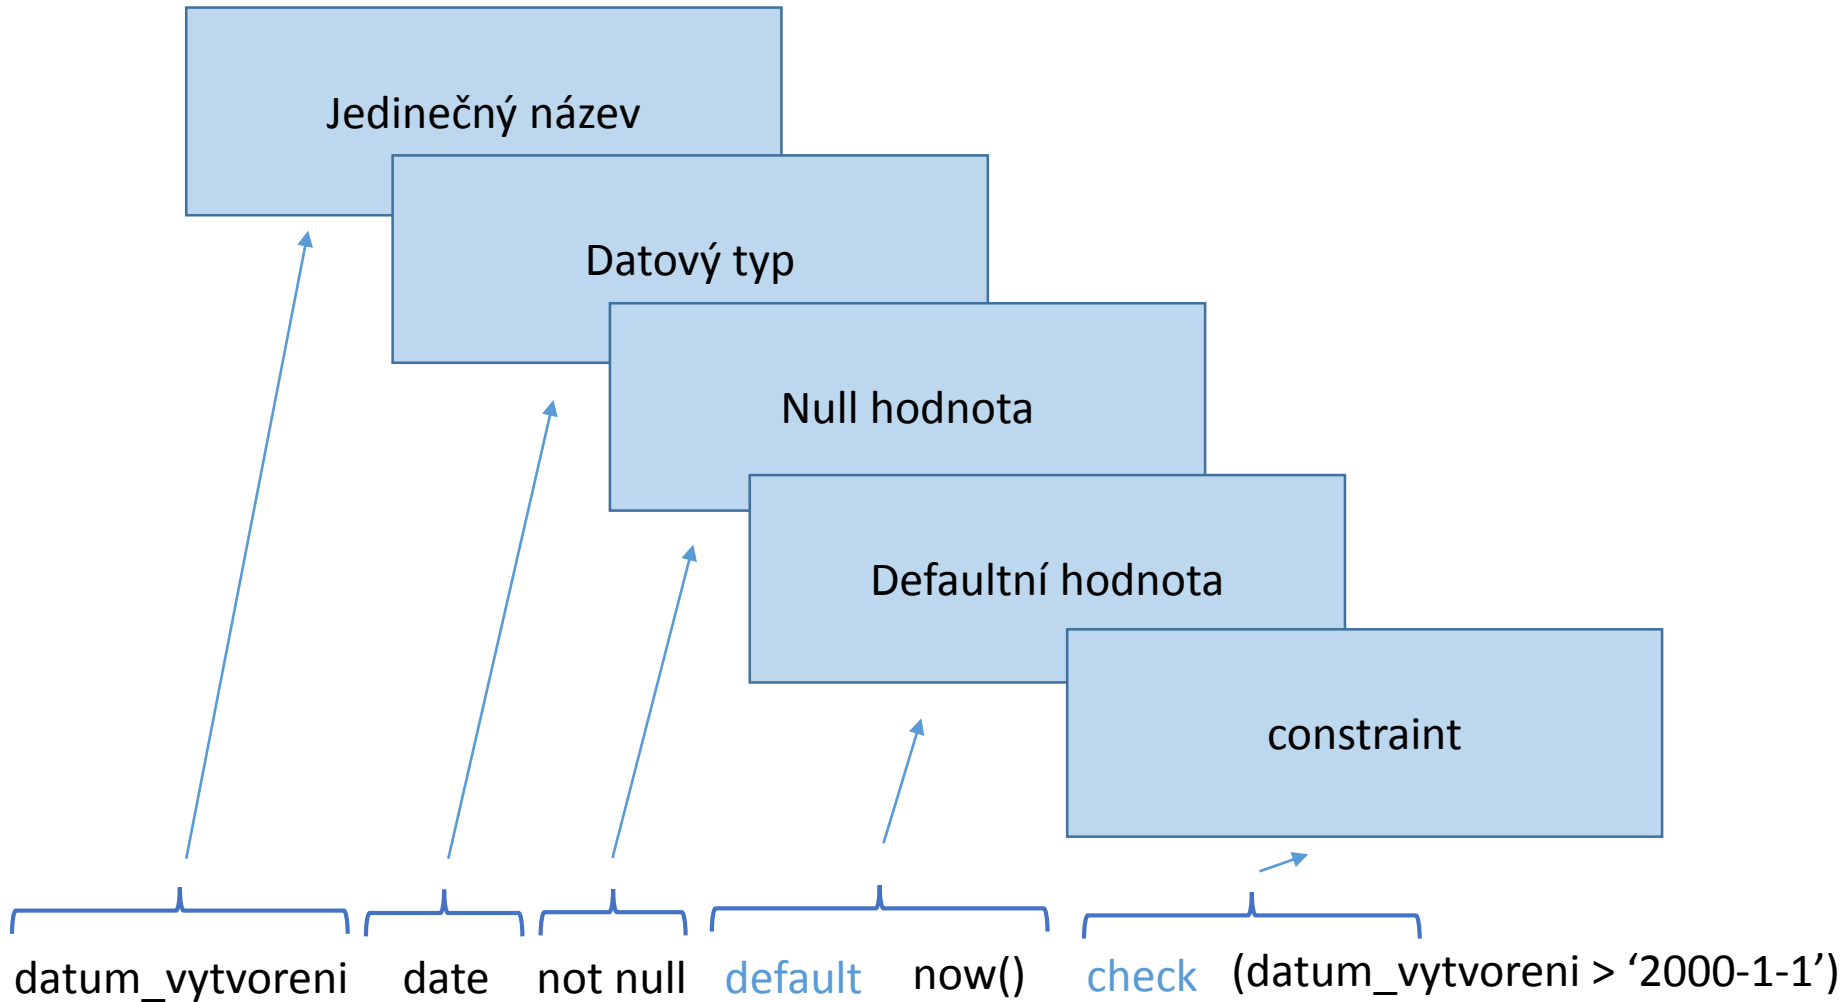 Jedinečný název
Datový typ
Null hodnota
Defaultní hodnota
constraint
datum_vytvoreni date not null default now() check (datum_vytvoreni > ‘2000-1-1’)